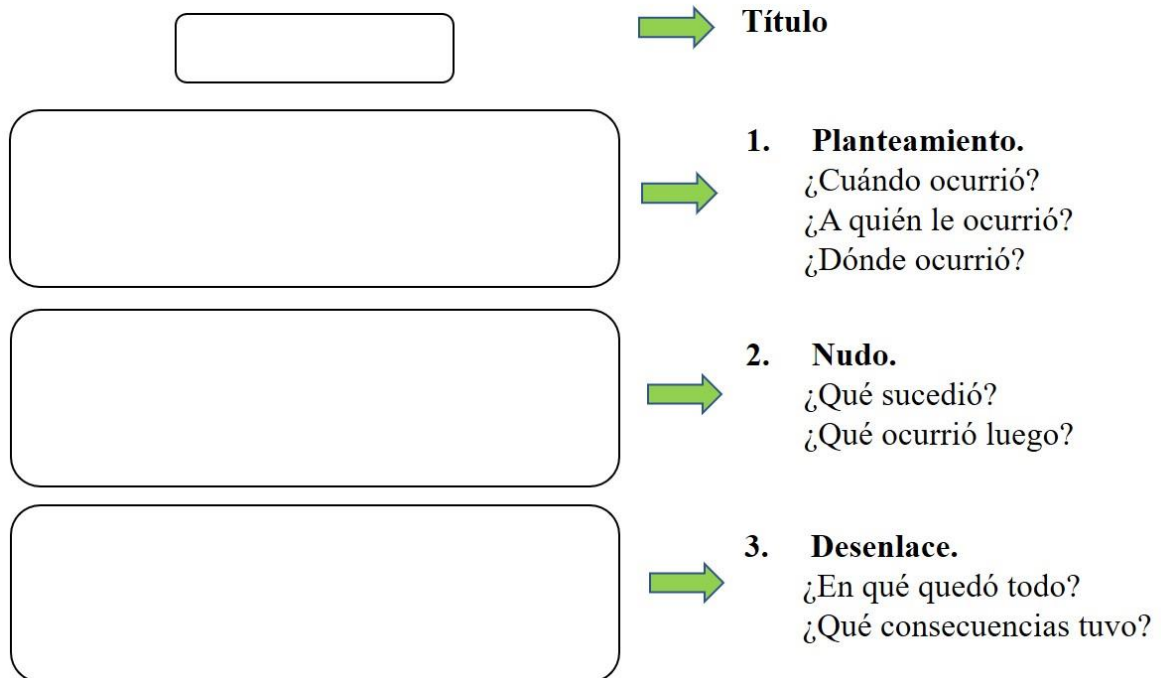 Título
1. Planteamiento.
¿Cuándo ocurrió?
¿A quién le ocurrió?
¿Dónde ocurrió?
2. Nudo.
¿Qué sucedió?
¿Qué ocurrió luego?
3. Desenlace.
¿En qué quedó todo?
¿Qué consecuencias tuvo?